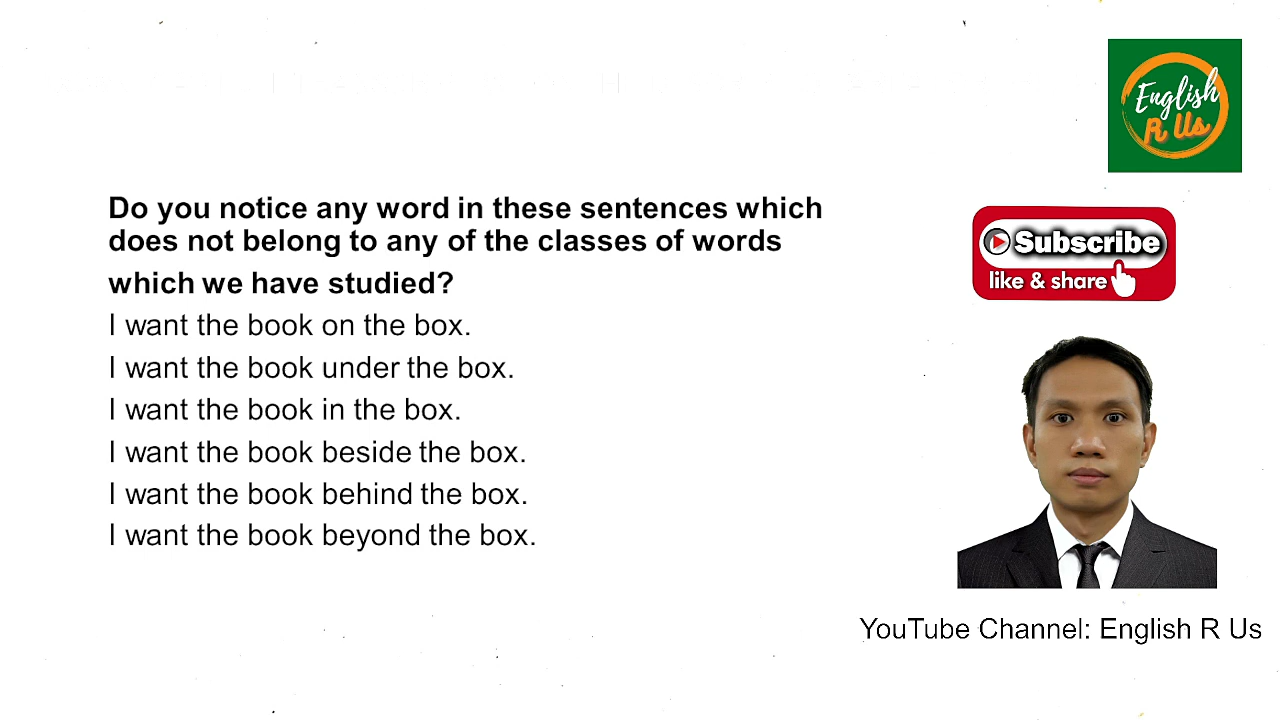 English
R Us
Do you notice any word in these sentences which
does not belong to any of the classes of words
which we have studied?
I want the book on the box.
I want the book under the box.
I want the book in the box.
I want the book beside the box.
I want the book behind the box.
I want the book beyond the box.
Subscribe
like & share
YouTube Channel: English R Us